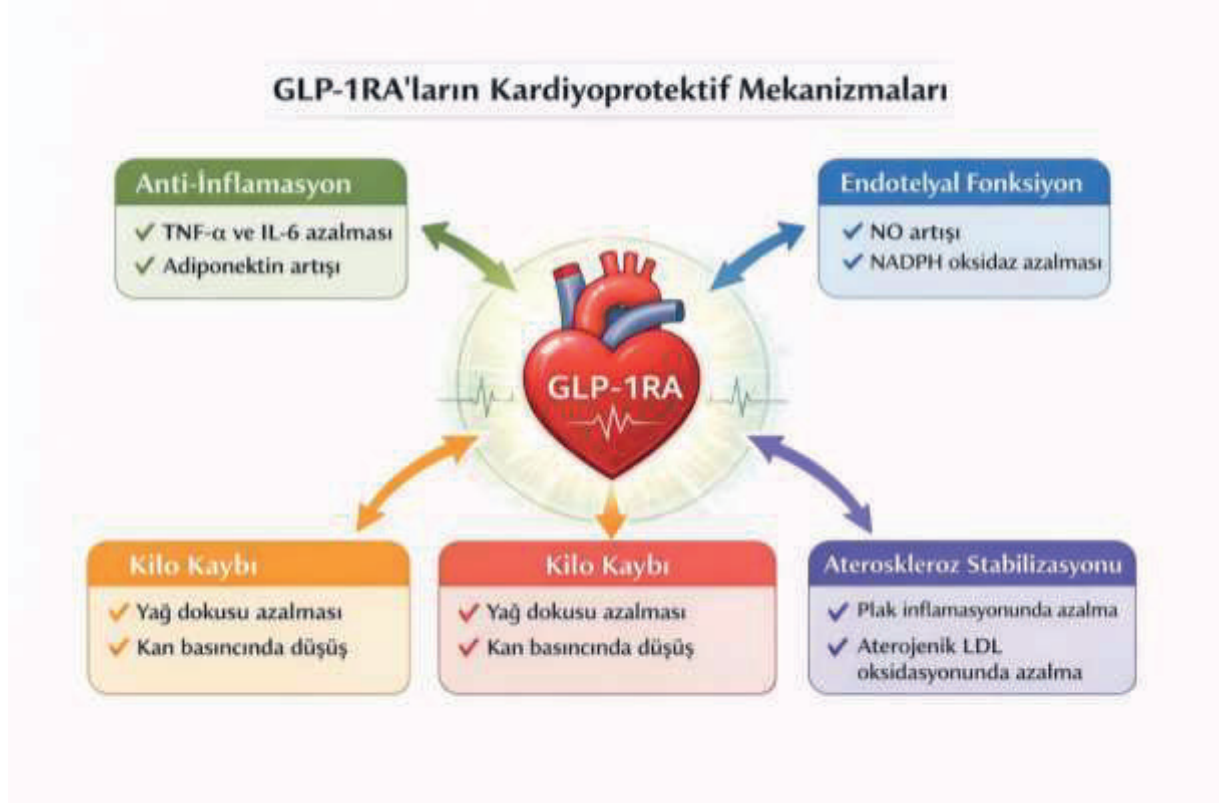 GLP-1RA'ların Kardiyoprotektif Mekanizmaları
Anti-İnflamasyon
✓ TNF-α ve IL-6 azalması
✓ Adiponektin artışı
Endotelyal Fonksiyon
✓ NO artışı
✓ NADPH oksidaz azalması
GLP-1RA
Kilo Kaybı
✓ Yağ dokusu azalması
✓ Kan basıncında düşüş
Kilo Kaybı
✓ Yağ dokusu azalması
✓ Kan basıncında düşüş
Ateroskleroz Stabilizasyonu
✓ Plak inflamasyonunda azalma
✓ Aterojenik LDL
oksidasyonunda azalma